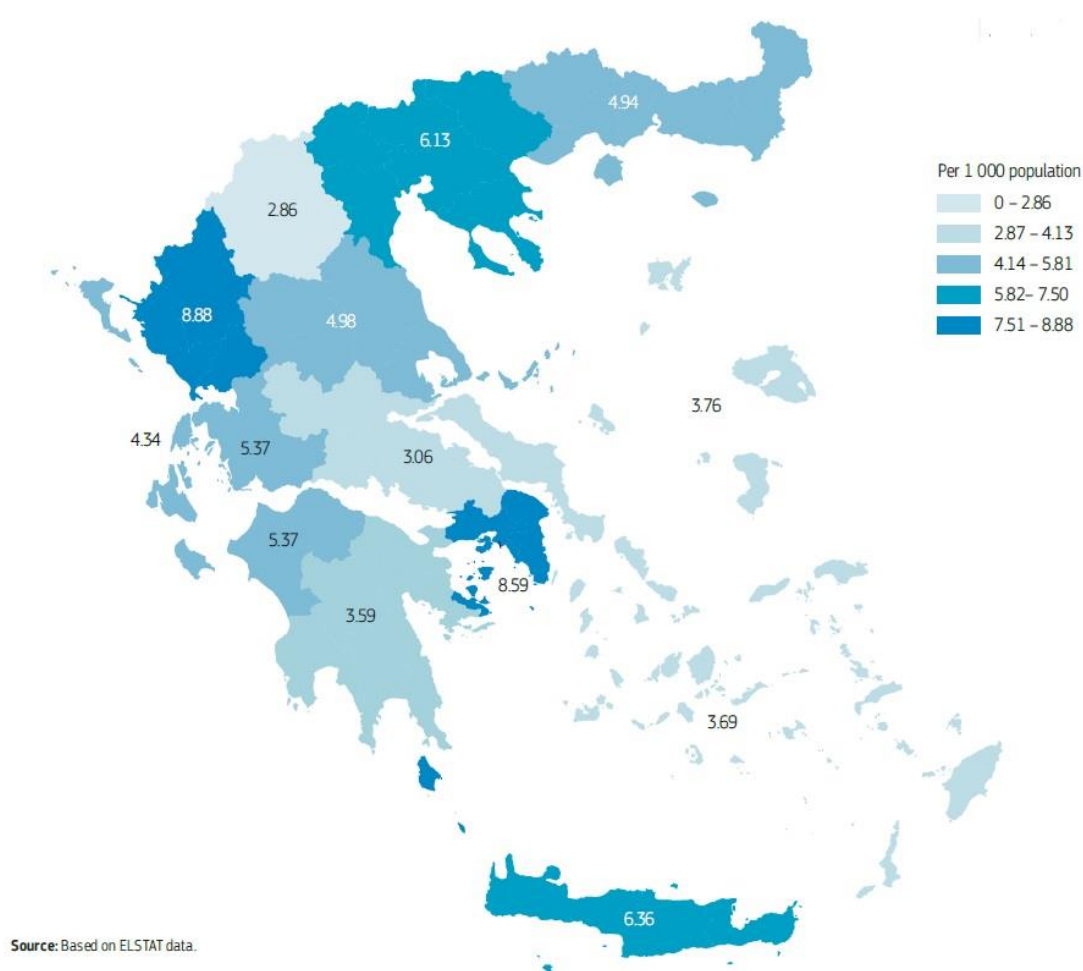 4.94
6.13
Per 1 000 population
0 – 2.86
2.87 – 4.13
4.14 – 5.81
5.82– 7.50
7.51 – 8.88
2.86
8.88
4.98
3.76
4.34
5.37
3.06
5.37
8.59
3.59
3.69
6.36
Source: Based on ELSTAT data.